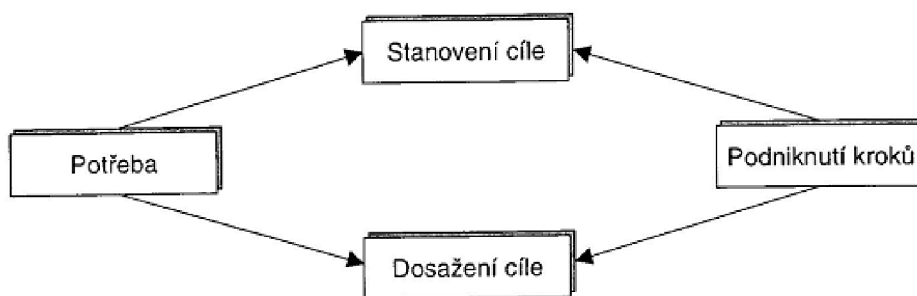 Stanovení cíle
Potřeba
Podniknutí kroků
Dosažení cíle